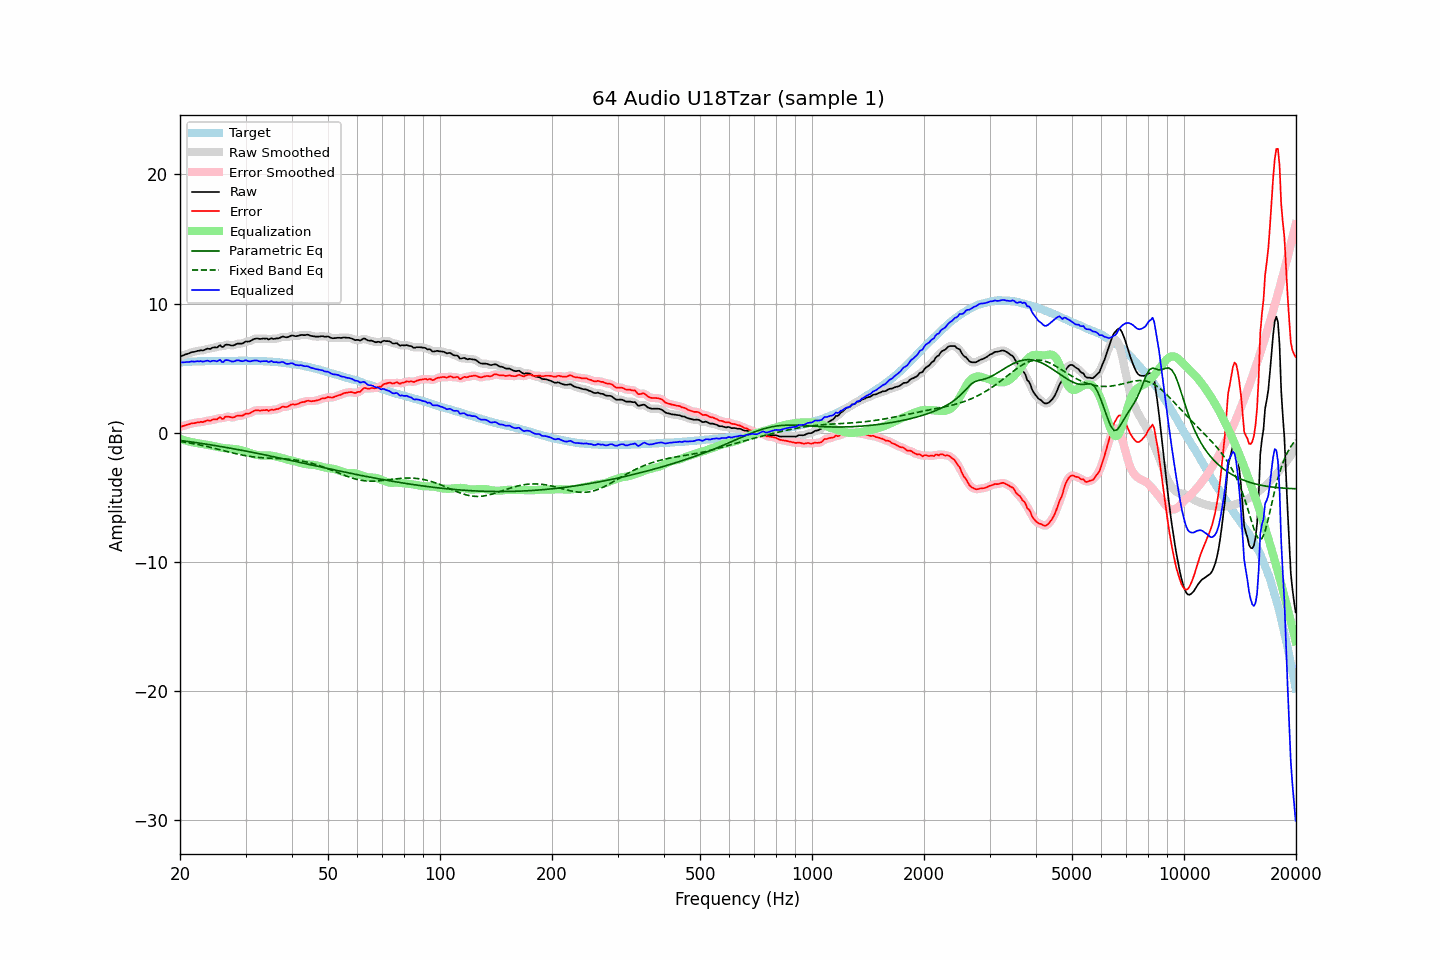 64 Audio U18Tzar (sample 1)
Target
Raw Smoothed
Error Smoothed
Raw
Error
Equalization
Parametric Eq
Fixed Band Eq
Equalized
20
10
0
−10
−20
−30
Amplitude (dBr)
20
50
100
200
500
1000
2000
5000
10000
20000
Frequency (Hz)